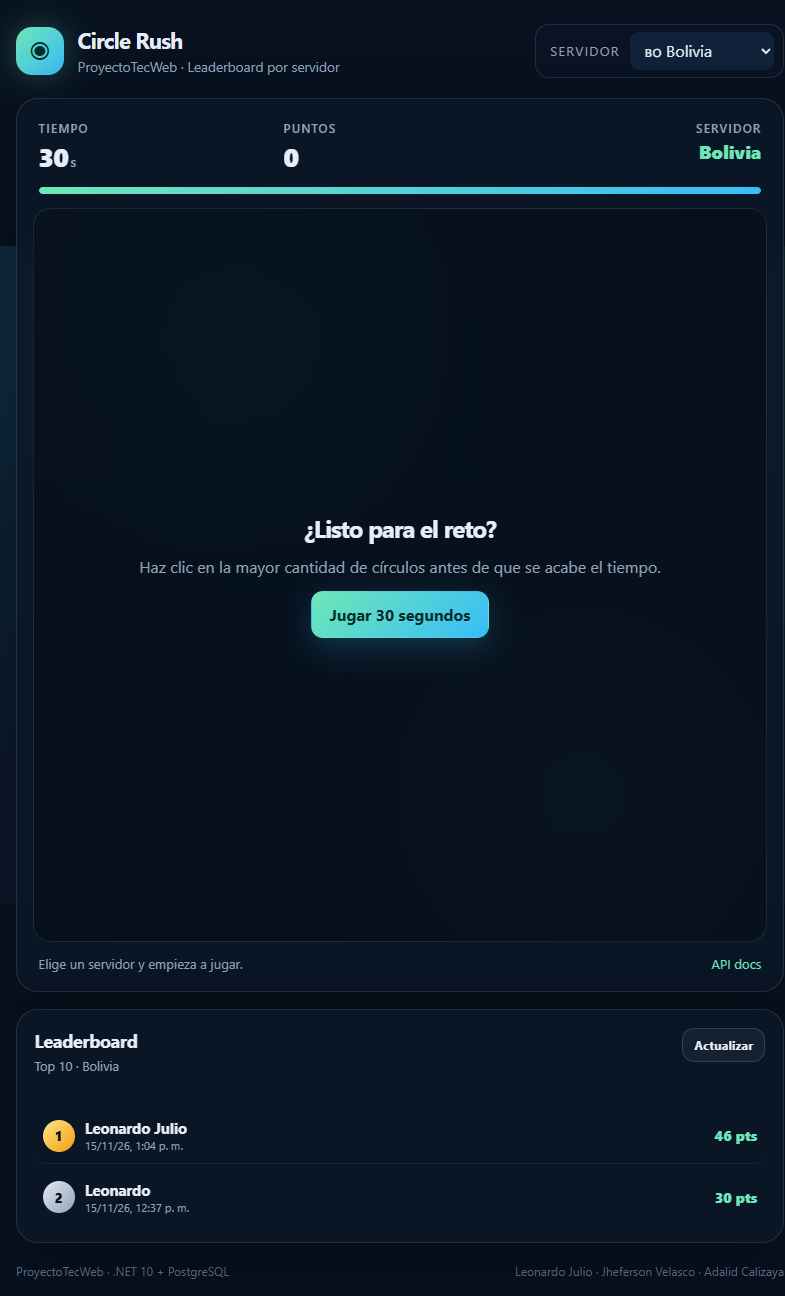 Circle Rush
ProyectoTecWeb · Leaderboard por servidor
SERVIDOR
BO Bolivia
TIEMPO
30s
PUNTOS
0
SERVIDOR
Bolivia
¿Listo para el reto?
Haz clic en la mayor cantidad de círculos antes de que se acabe el tiempo.
Jugar 30 segundos
Elige un servidor y empieza a jugar.
API docs
Leaderboard
Top 10 · Bolivia
Actualizar
1
Leonardo Julio
15/11/26, 1:04 p. m.
46 pts
2
Leonardo
15/11/26, 12:37 p. m.
30 pts
ProyectoTecWeb · .NET 10 + PostgreSQL
Leonardo Julio · Jheferson Velasco · Adalid Calizaya